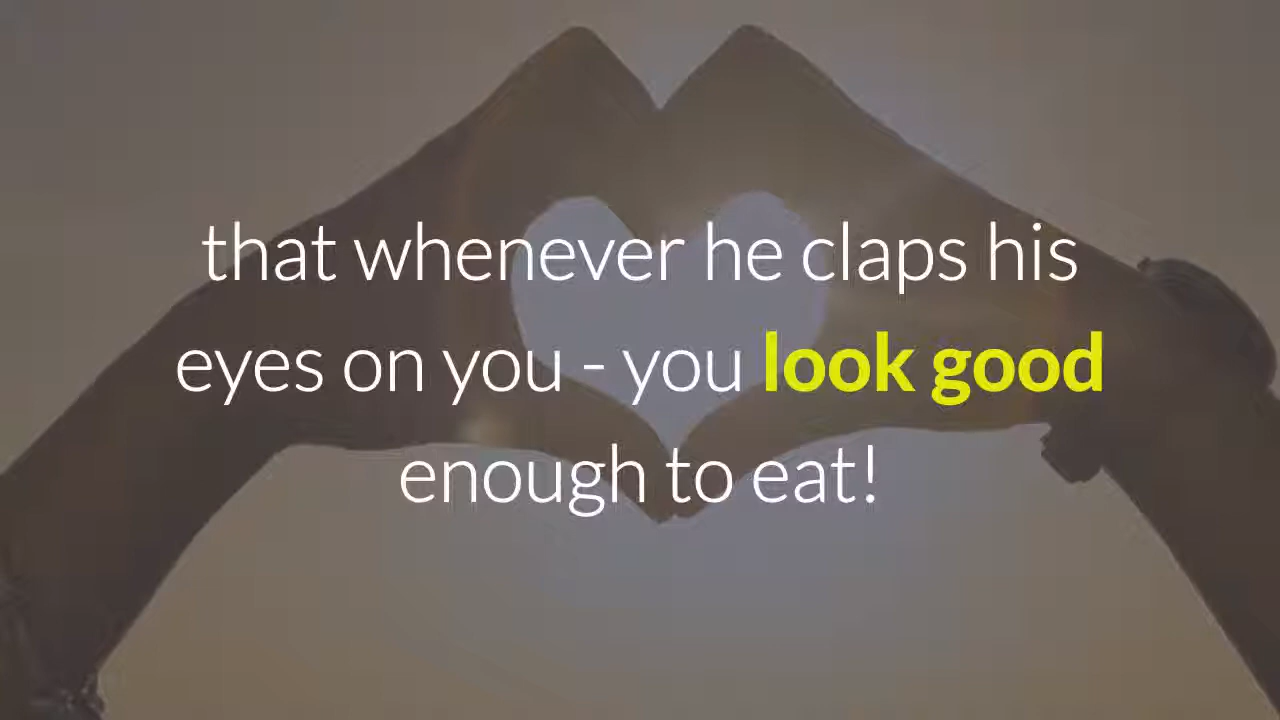 that whenever he claps his
eyes on you - you look good
enough to eat!